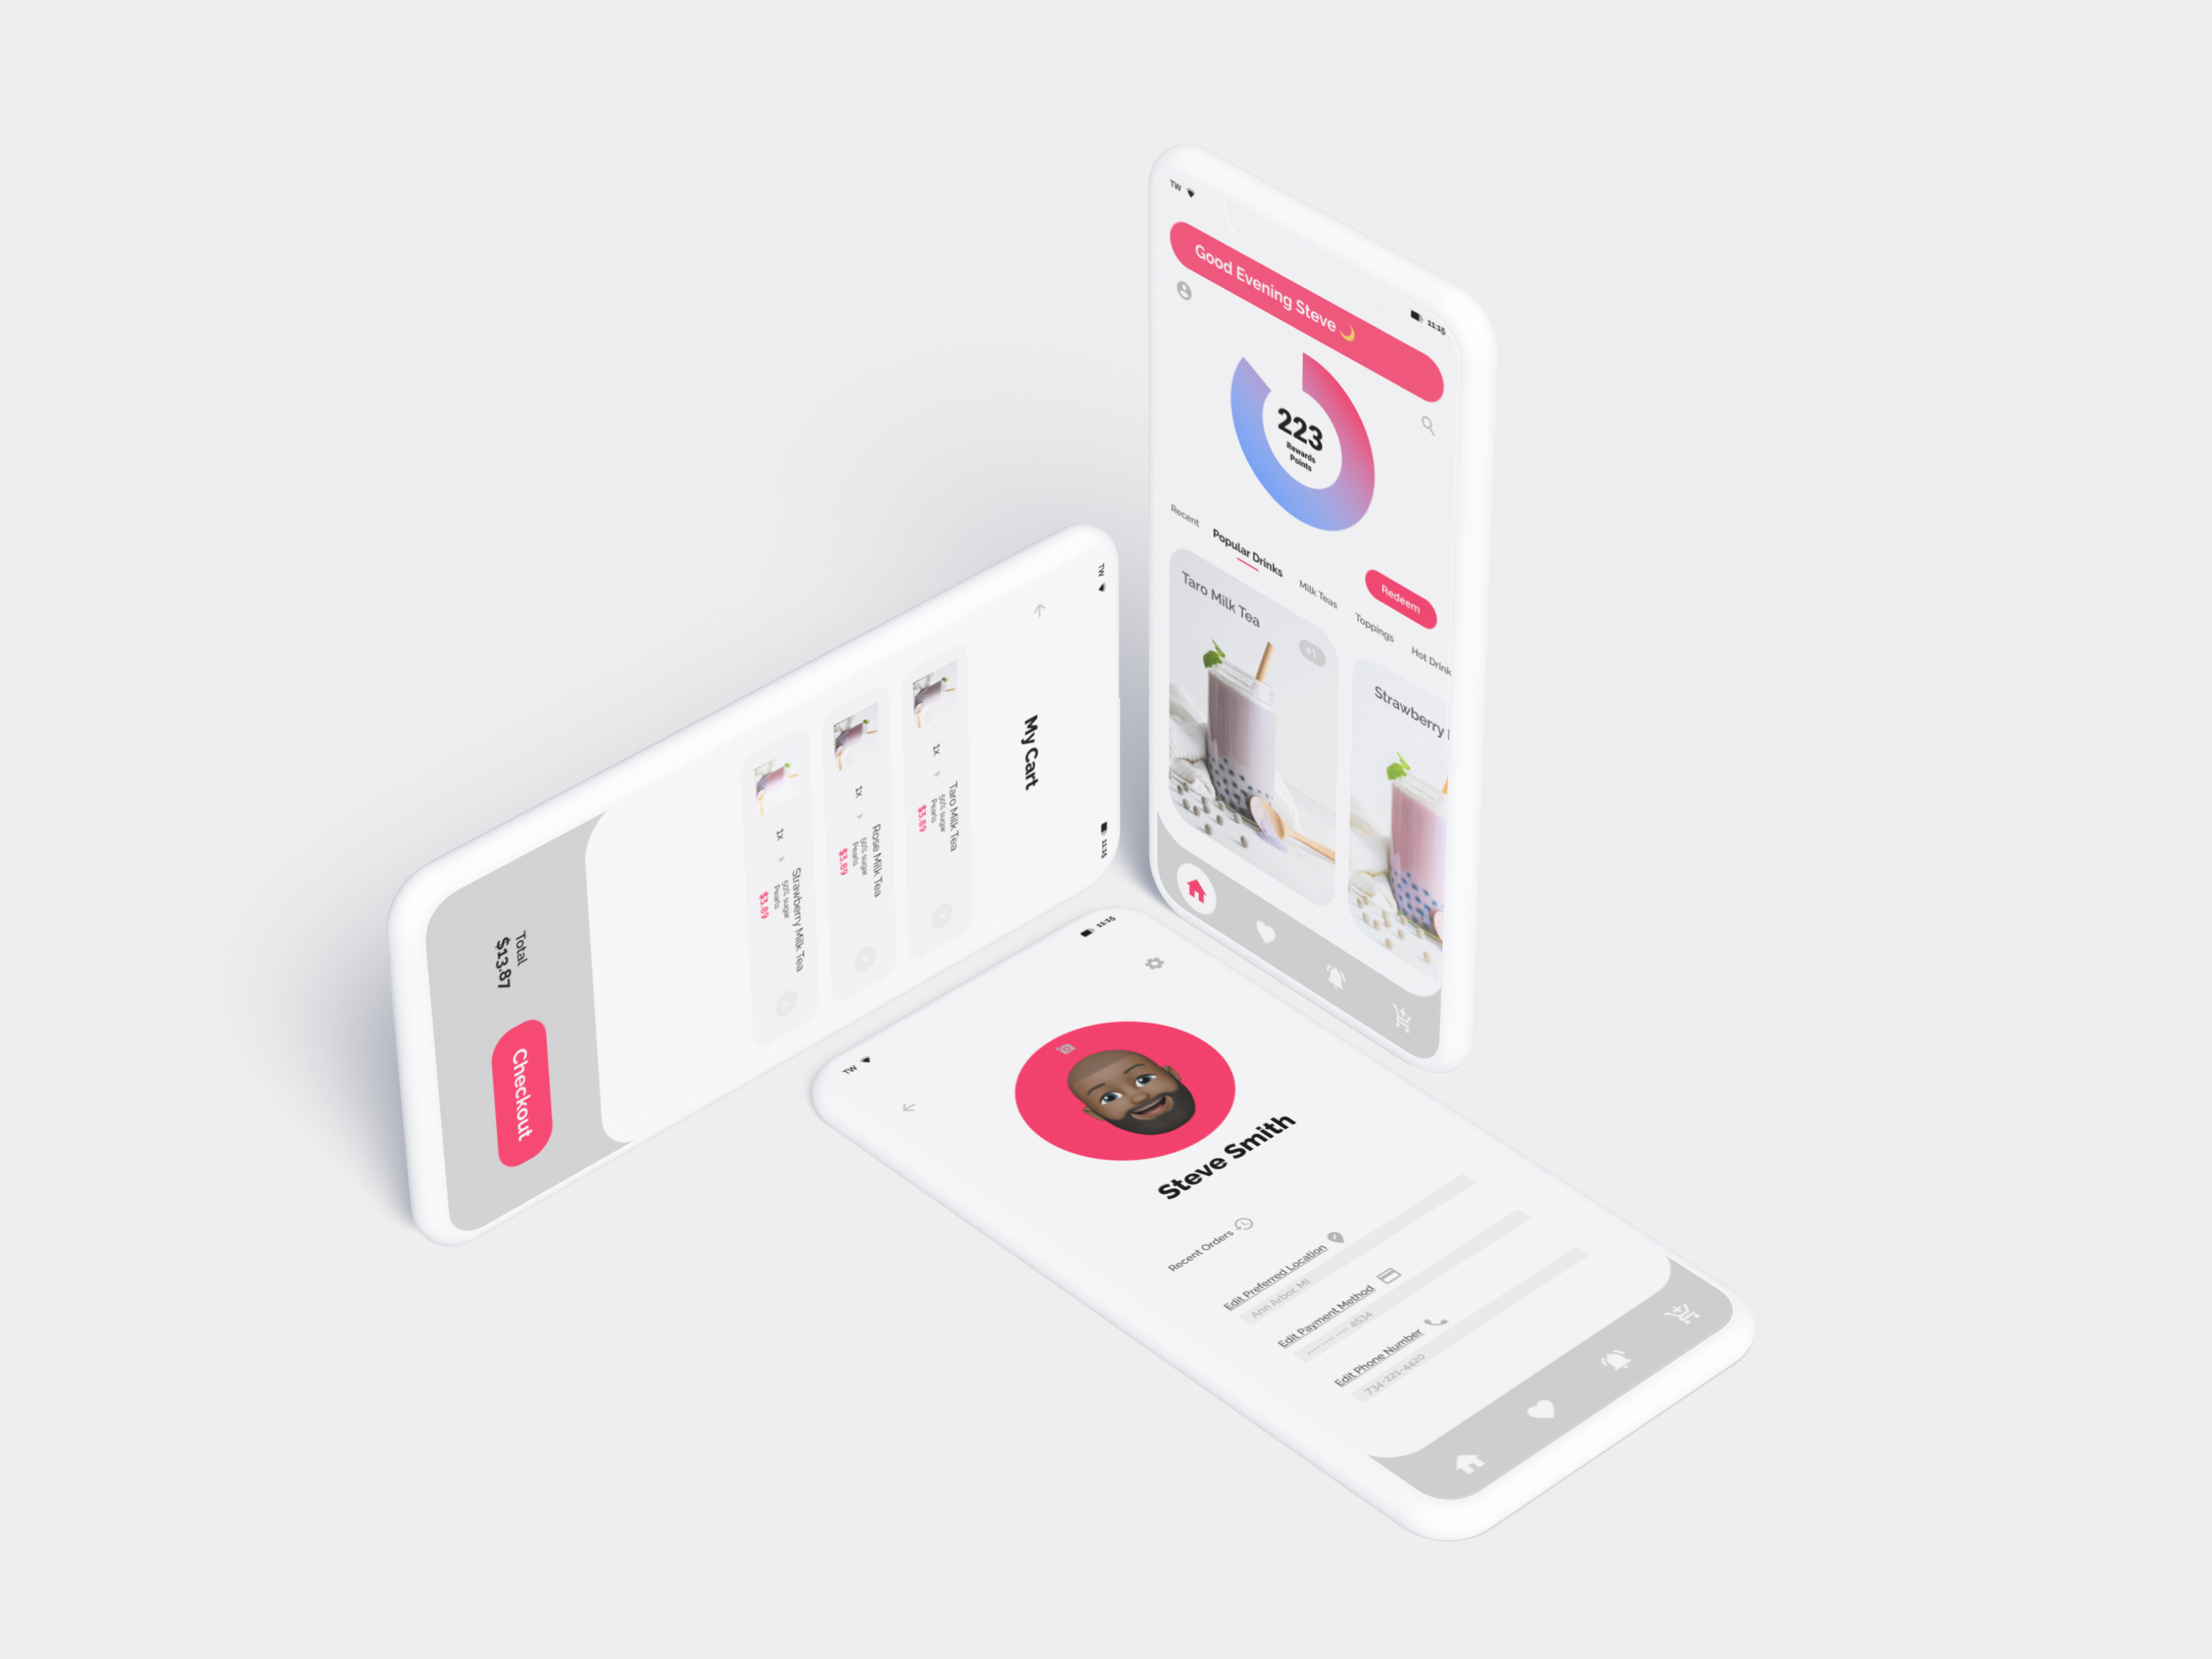 TW
11:15
Good Evening Steve 🌙
223
Rewards
Points
Redeem
Recent
Popular Drinks
Milk Teas
Toppings
Hot Drink
Taro Milk Tea
+1
Strawberry
TW
11:15
My Cart
1x
Taro Milk Tea
50% sugar
Pearls
$3.89
1x
Rose Milk Tea
50% sugar
Pearls
$3.89
1x
Strawberry Milk Tea
50% sugar
Pearls
$3.89
Total
$13.87
Checkout
TW
11:15
Steve Smith
Recent Orders
Edit Preferred Location
Ann Arbor, MI
Edit Payment Method
**** **** **** 4534
Edit Phone Number
734-221-4420